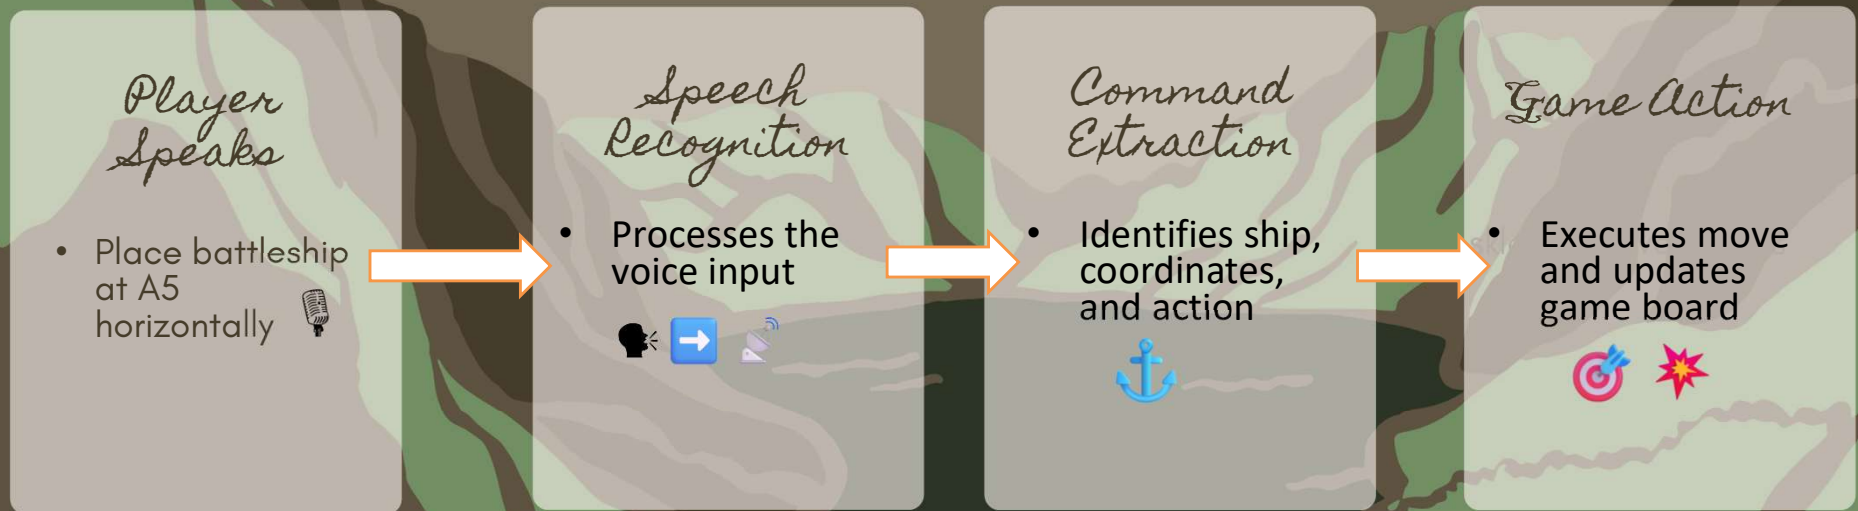 Player
Speaks
• Place battleship
at A5
horizontally
Speech
Recognition
• Processes the
voice input
Command
Extraction
• Identifies ship,
coordinates,
and action
Game Action
• Executes move
and updates
game board